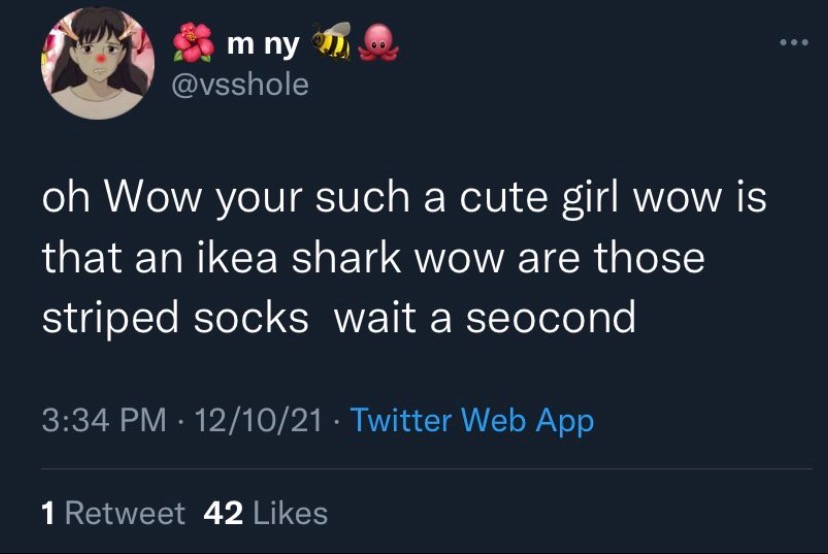 🌺 m ny 🐝🐙
@vsshole
oh Wow your such a cute girl wow is
that an ikea shark wow are those
striped socks  wait a seocond
3:34 PM · 12/10/21 · Twitter Web App
1 Retweet  42 Likes